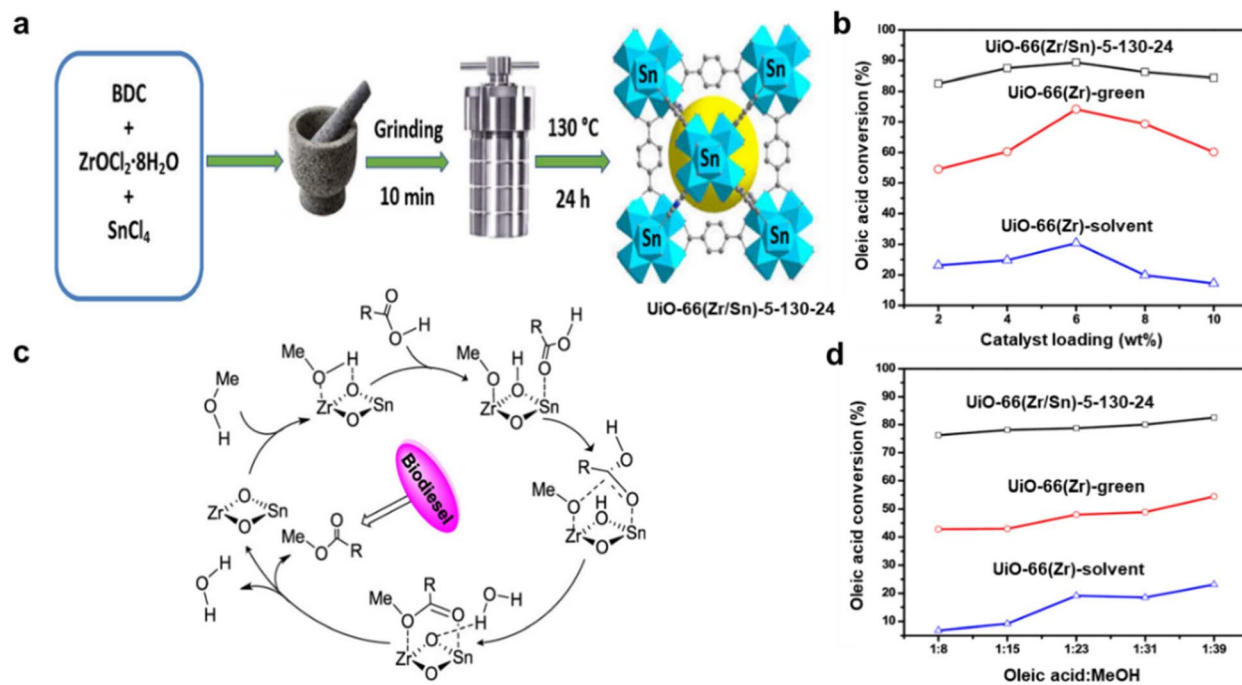 a
BDC
+
ZrOCl₂·8H₂O
+
SnCl₄
Grinding
10 min
130 °C
24 h
Sn
Sn
Sn
Sn
Sn
UiO-66(Zr/Sn)-5-130-24
b
Oleic acid conversion (%)
100
90
80
70
60
50
40
30
20
10
UiO-66(Zr/Sn)-5-130-24
UiO-66(Zr)-green
UiO-66(Zr)-solvent
2 4 6 8 10
Catalyst loading (wt%)
c
R O
O H
Me H
O O
Zr Sn
O
Me H
O O
Zr Sn
O
H
R O
O
Me
O
H
H
O
R
O
Me
O H
O
Zr Sn
O
O
Zr Sn
O
Biodiesel
Me O R
O
H O
H
R
Me
O O
O H
H
O
Zr Sn
O
d
Oleic acid conversion (%)
100
90
80
70
60
50
40
30
20
10
UiO-66(Zr/Sn)-5-130-24
UiO-66(Zr)-green
UiO-66(Zr)-solvent
1:8 1:15 1:23 1:31 1:39
Oleic acid:MeOH